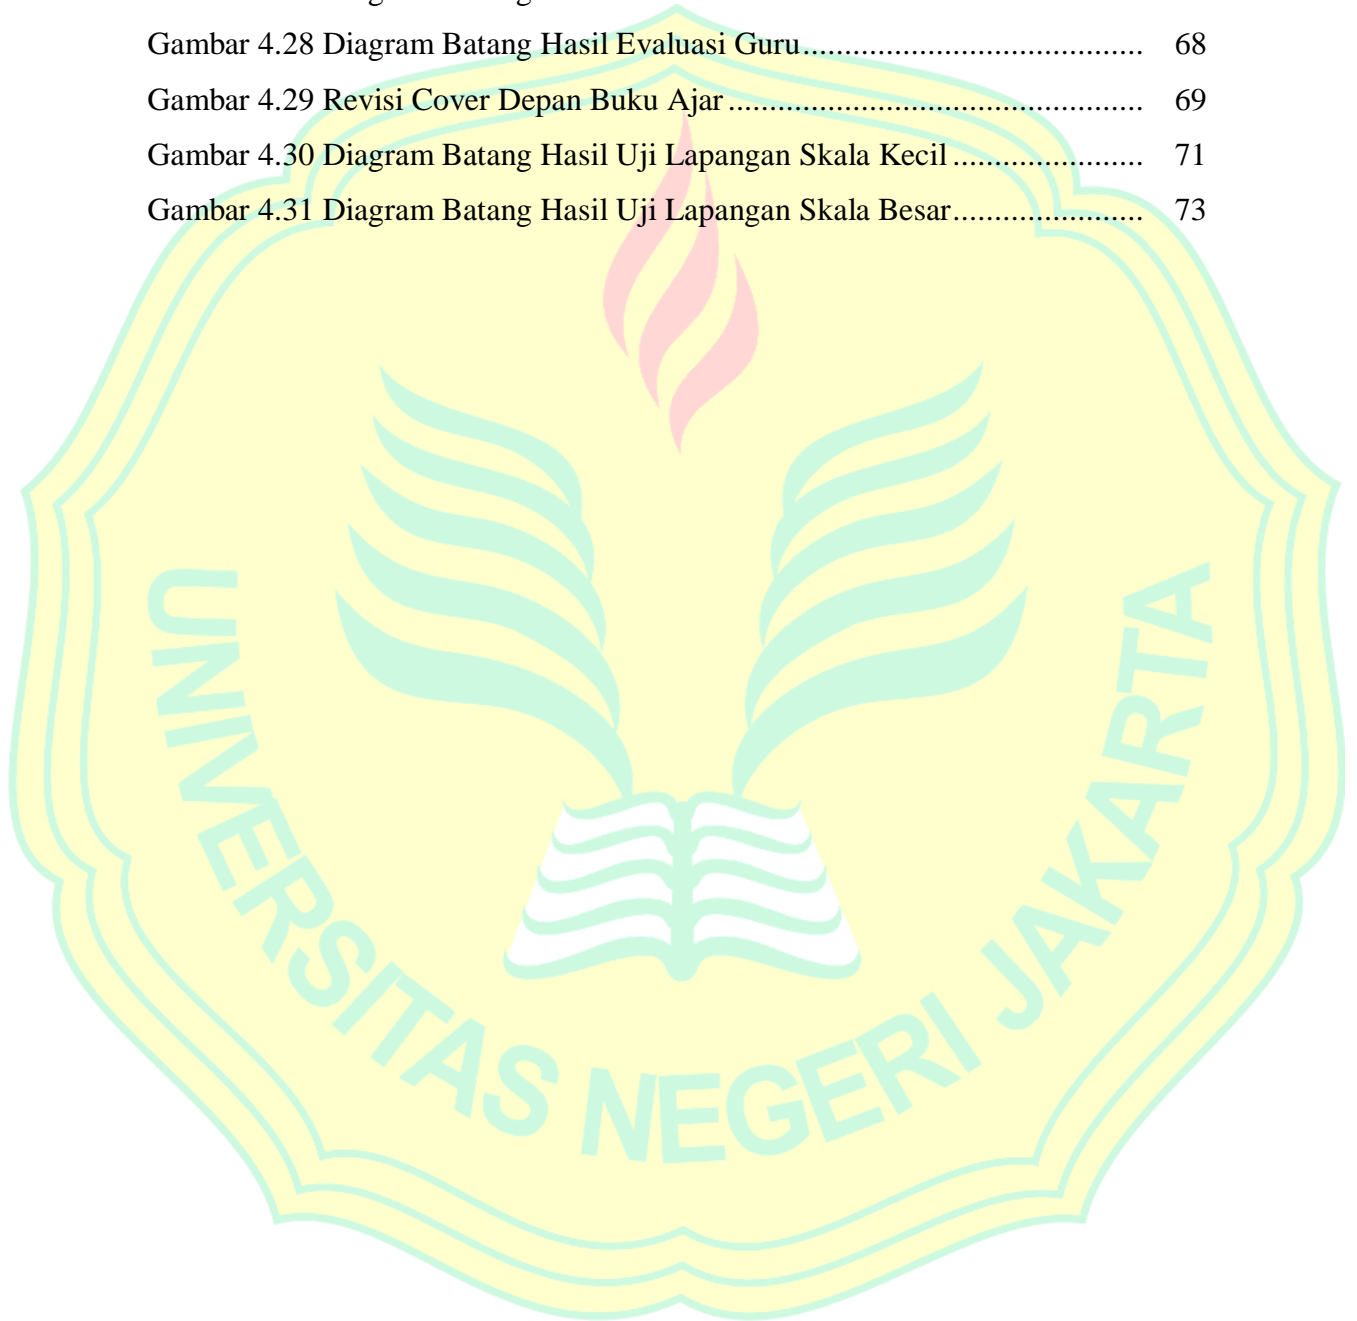 Gambar 4.28 Diagram Batang Hasil Evaluasi Guru..................................... 68
Gambar 4.29 Revisi Cover Depan Buku Ajar ............................................. 69
Gambar 4.30 Diagram Batang Hasil Uji Lapangan Skala Kecil ..................... 71
Gambar 4.31 Diagram Batang Hasil Uji Lapangan Skala Besar..................... 73
UNIVERSITAS NEGERI JAKARTA